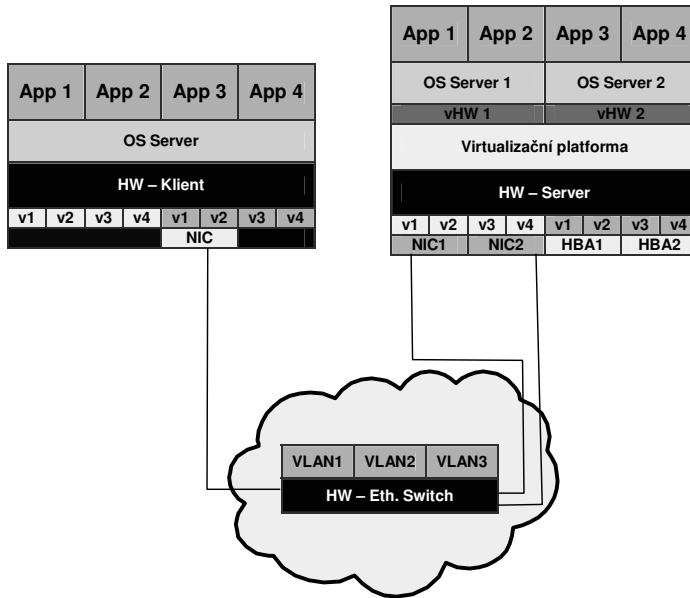 App 1 App 2 App 3 App 4
OS Server
HW – Klient
v1 v2 v3 v4 v1 v2 v3 v4
NIC
App 1 App 2 App 3 App 4
OS Server 1 OS Server 2
vHW 1 vHW 2
Virtualizační platforma
HW – Server
v1 v2 v3 v4 v1 v2 v3 v4
NIC1 NIC2 HBA1 HBA2
VLAN1 VLAN2 VLAN3
HW – Eth. Switch